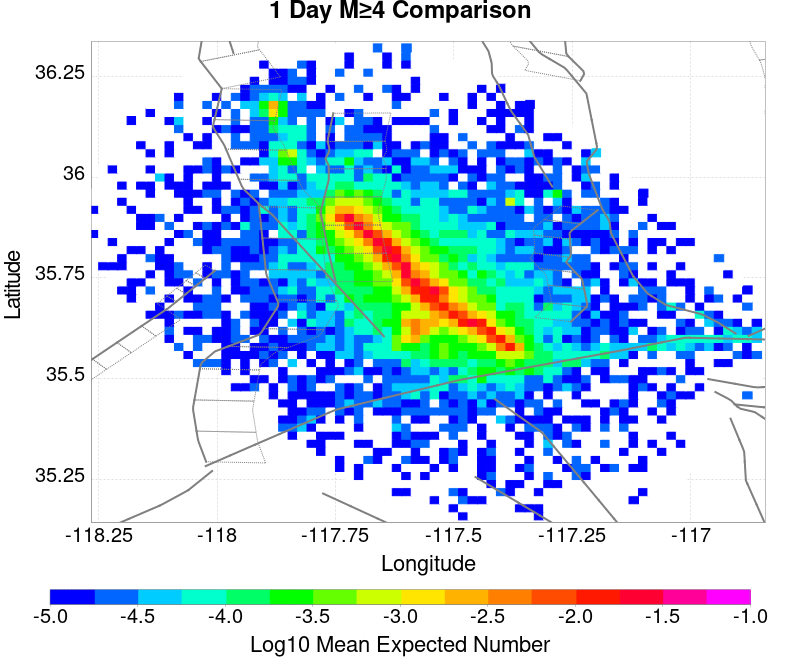 1 Day M≥4 Comparison
36.25
36
35.75
35.5
35.25
Latitude
-118.25 -118 -117.75 -117.5 -117.25 -117
Longitude
-5.0 -4.5 -4.0 -3.5 -3.0 -2.5 -2.0 -1.5 -1.0
Log10 Mean Expected Number